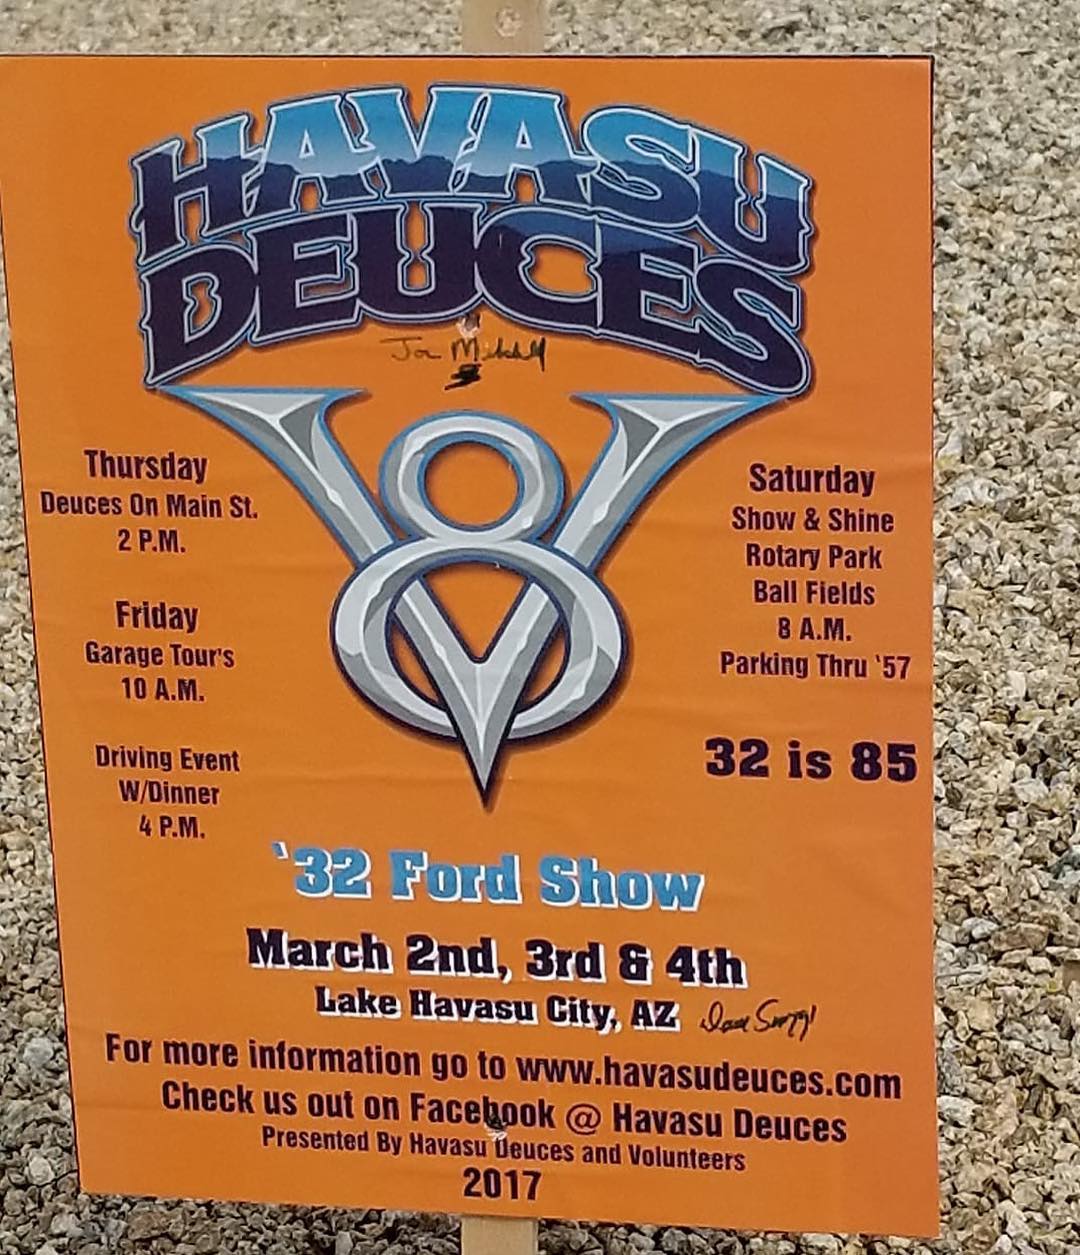 HAVASU
DEUCES
V8
Thursday
Deuces On Main St.
2 P.M.
Friday
Garage Tour's
10 A.M.
Driving Event
W/Dinner
4 P.M.
Saturday
Show & Shine
Rotary Park
Ball Fields
8 A.M.
Parking Thru '57
32 is 85
'32 Ford Show
March 2nd, 3rd & 4th
Lake Havasu City, AZ
For more information go to www.havasudeuces.com
Check us out on Facebook @ Havasu Deuces
Presented By Havasu Deuces and Volunteers
2017